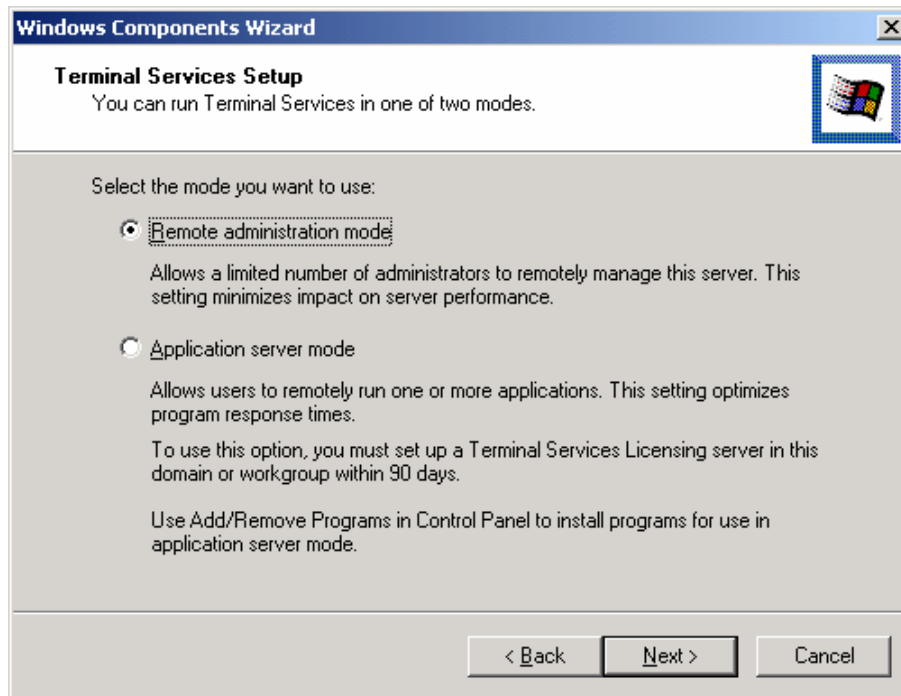 Windows Components Wizard
Terminal Services Setup
You can run Terminal Services in one of two modes.
Select the mode you want to use:
Remote administration mode
Allows a limited number of administrators to remotely manage this server. This
setting minimizes impact on server performance.
Application server mode
Allows users to remotely run one or more applications. This setting optimizes
program response times.
To use this option, you must set up a Terminal Services Licensing server in this
domain or workgroup within 90 days.
Use Add/Remove Programs in Control Panel to install programs for use in
application server mode.
< Back Next > Cancel